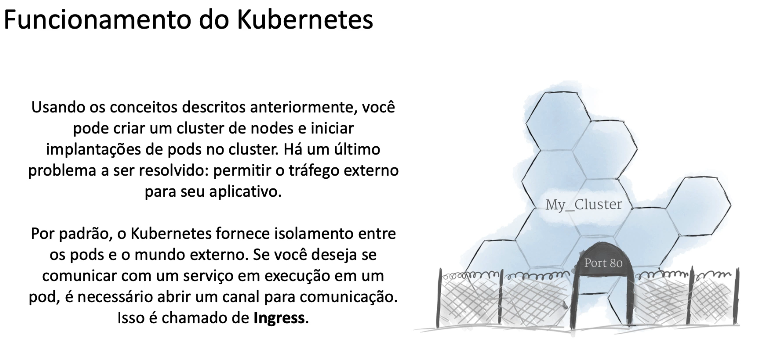 Funcionamento do Kubernetes
Usando os conceitos descritos anteriormente, você
pode criar um cluster de nodes e iniciar
implantações de pods no cluster. Há um último
problema a ser resolvido: permitir o tráfego externo
para seu aplicativo.
Por padrão, o Kubernetes fornece isolamento entre
os pods e o mundo externo. Se você deseja se
comunicar com um serviço em execução em um
pod, é necessário abrir um canal para comunicação.
Isso é chamado de Ingress.
My_Cluster
Port 80